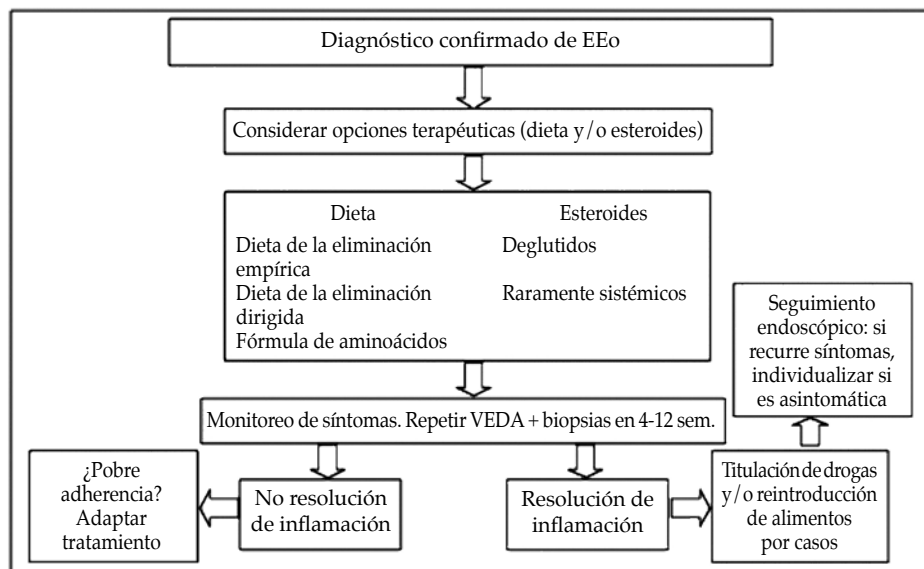 Diagnóstico confirmado de EEo
Considerar opciones terapéuticas (dieta y/o esteroides)
Dieta
Dieta de la eliminación
empírica
Dieta de la eliminación
dirigida
Fórmula de aminoácidos
Esteroides
Deglutidos
Raramente sistémicos
Monitoreo de síntomas. Repetir VEDA + biopsias en 4-12 sem.
No resolución
de inflamación
¿Pobre
adherencia?
Adaptar
tratamiento
Resolución de
inflamación
Titulación de drogas
y/o reintroducción
de alimentos
por casos
Seguimiento
endoscópico: si
recurre síntomas,
individualizar si
es asintomática